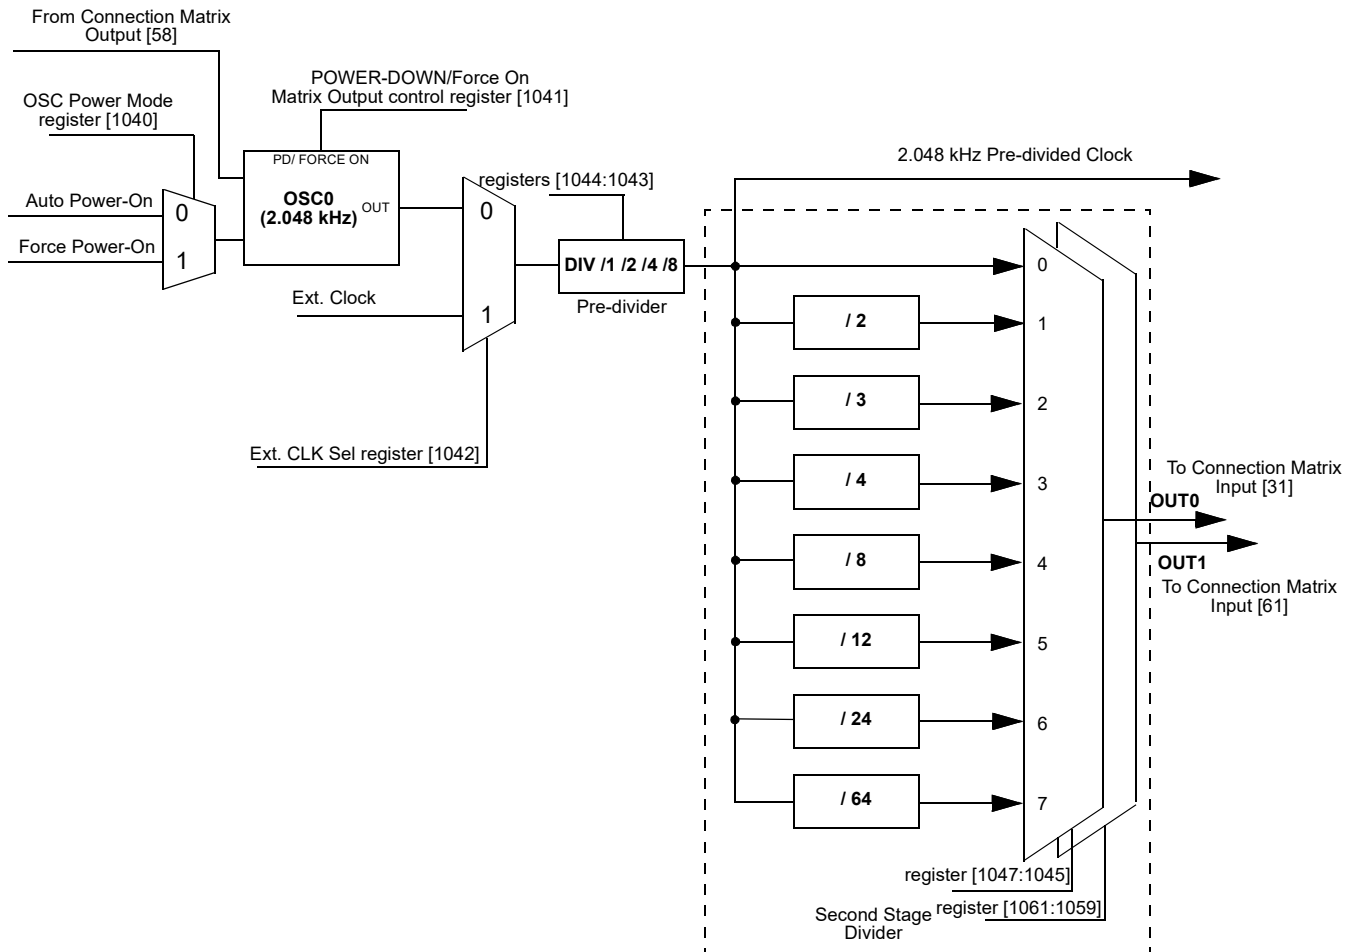 From Connection Matrix
Output [58]
POWER-DOWN/Force On
Matrix Output control register [1041]
OSC Power Mode
register [1040]
PD/ FORCE ON
OSC0
(2.048 kHz)
OUT
Auto Power-On
0
Force Power-On
1
0
Ext. Clock
1
Ext. CLK Sel register [1042]
registers [1044:1043]
DIV /1 /2 /4 /8
Pre-divider
2.048 kHz Pre-divided Clock
0
/ 2
1
/ 3
2
/ 4
3
/ 8
4
/ 12
5
/ 24
6
/ 64
7
To Connection Matrix
Input [31]
OUT0
OUT1
To Connection Matrix
Input [61]
register [1047:1045]
register [1061:1059]
Second Stage
Divider